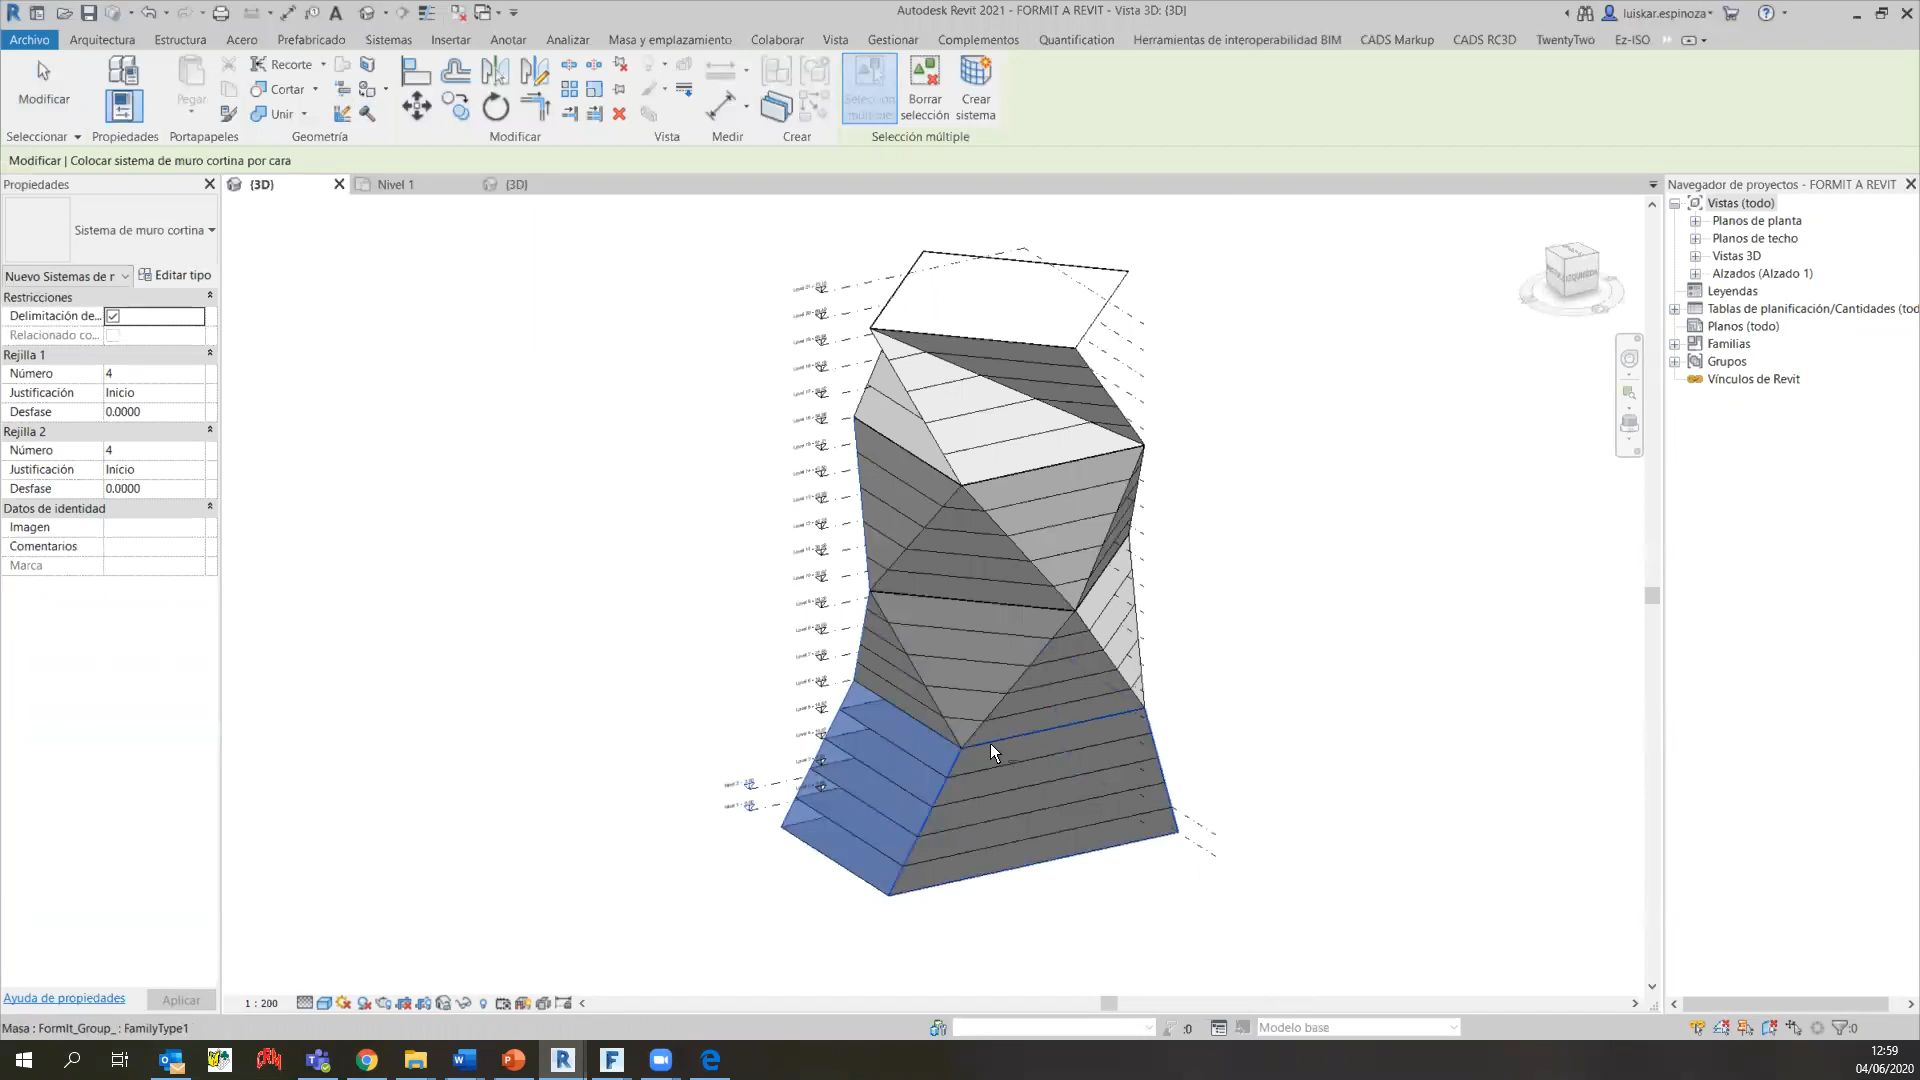 Autodesk Revit 2021 - FORMIT A REVIT - Vista 3D: {3D}
luiskar.espinoza
Archivo Arquitectura Estructura Acero Prefabricado Sistemas Insertar Anotar Analizar Masa y emplazamiento Colaborar Vista Gestionar Complementos Quantification Herramientas de interoperabilidad BIM CADS Markup CADS RC3D TwentyTwo Ez-ISO
Modificar
Pegar
Recorte
Cortar
Unir
Selección múltiple
Borrar selección
Crear sistema
Seleccionar Propiedades Portapapeles Geometría Modificar Vista Medir Crear Selección múltiple
Modificar | Colocar sistema de muro cortina por cara
Propiedades
{3D}
Nivel 1
{3D}
Navegador de proyectos - FORMIT A REVIT
Sistema de muro cortina
Nuevo Sistemas de r
Editar tipo
Restricciones
Delimitación de...
Relacionado co...
Rejilla 1
Número 4
Justificación Inicio
Desfase 0.0000
Rejilla 2
Número 4
Justificación Inicio
Desfase 0.0000
Datos de identidad
Imagen
Comentarios
Marca
Vistas (todo)
Planos de planta
Planos de techo
Vistas 3D
Alzados (Alzado 1)
Leyendas
Tablas de planificación/Cantidades (tod
Planos (todo)
Familias
Grupos
Vínculos de Revit
IZQUIERDA
Ayuda de propiedades
Aplicar
1 : 200
Masa : FormIt_Group_ : FamilyType1
:0
Modelo base
:0
12:59
04/06/2020